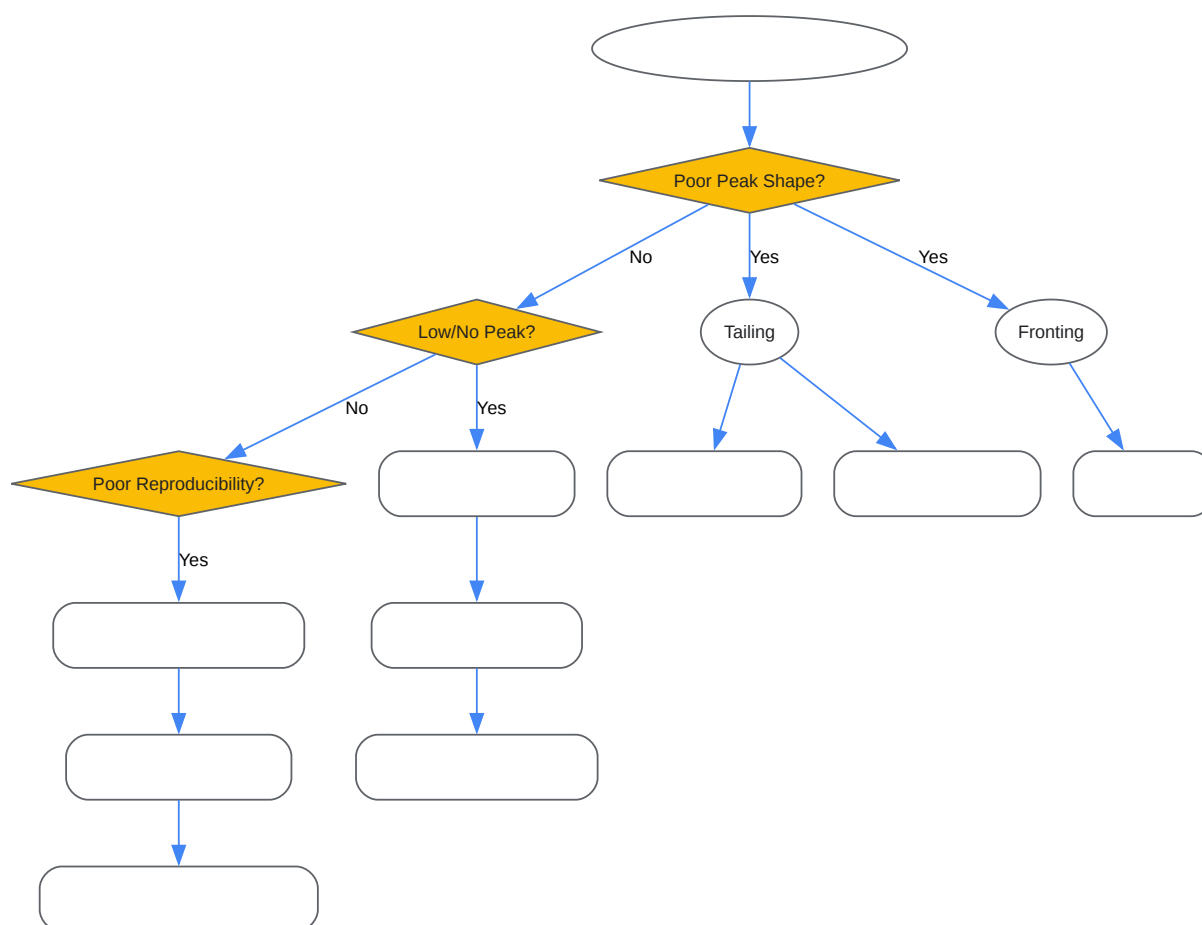 Poor Peak Shape?
No
Yes
Yes
Low/No Peak?
Tailing
Fronting
No
Yes
Poor Reproducibility?
Yes